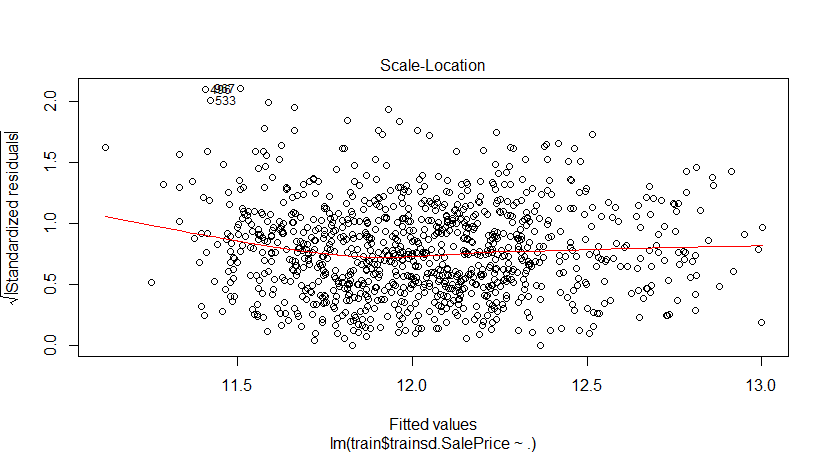 Scale-Location
√|Standardized residuals|
2.0
1.5
1.0
0.5
0.0
533
11.5 12.0 12.5 13.0
Fitted values
lm(train$trainsd.SalePrice ~ .)